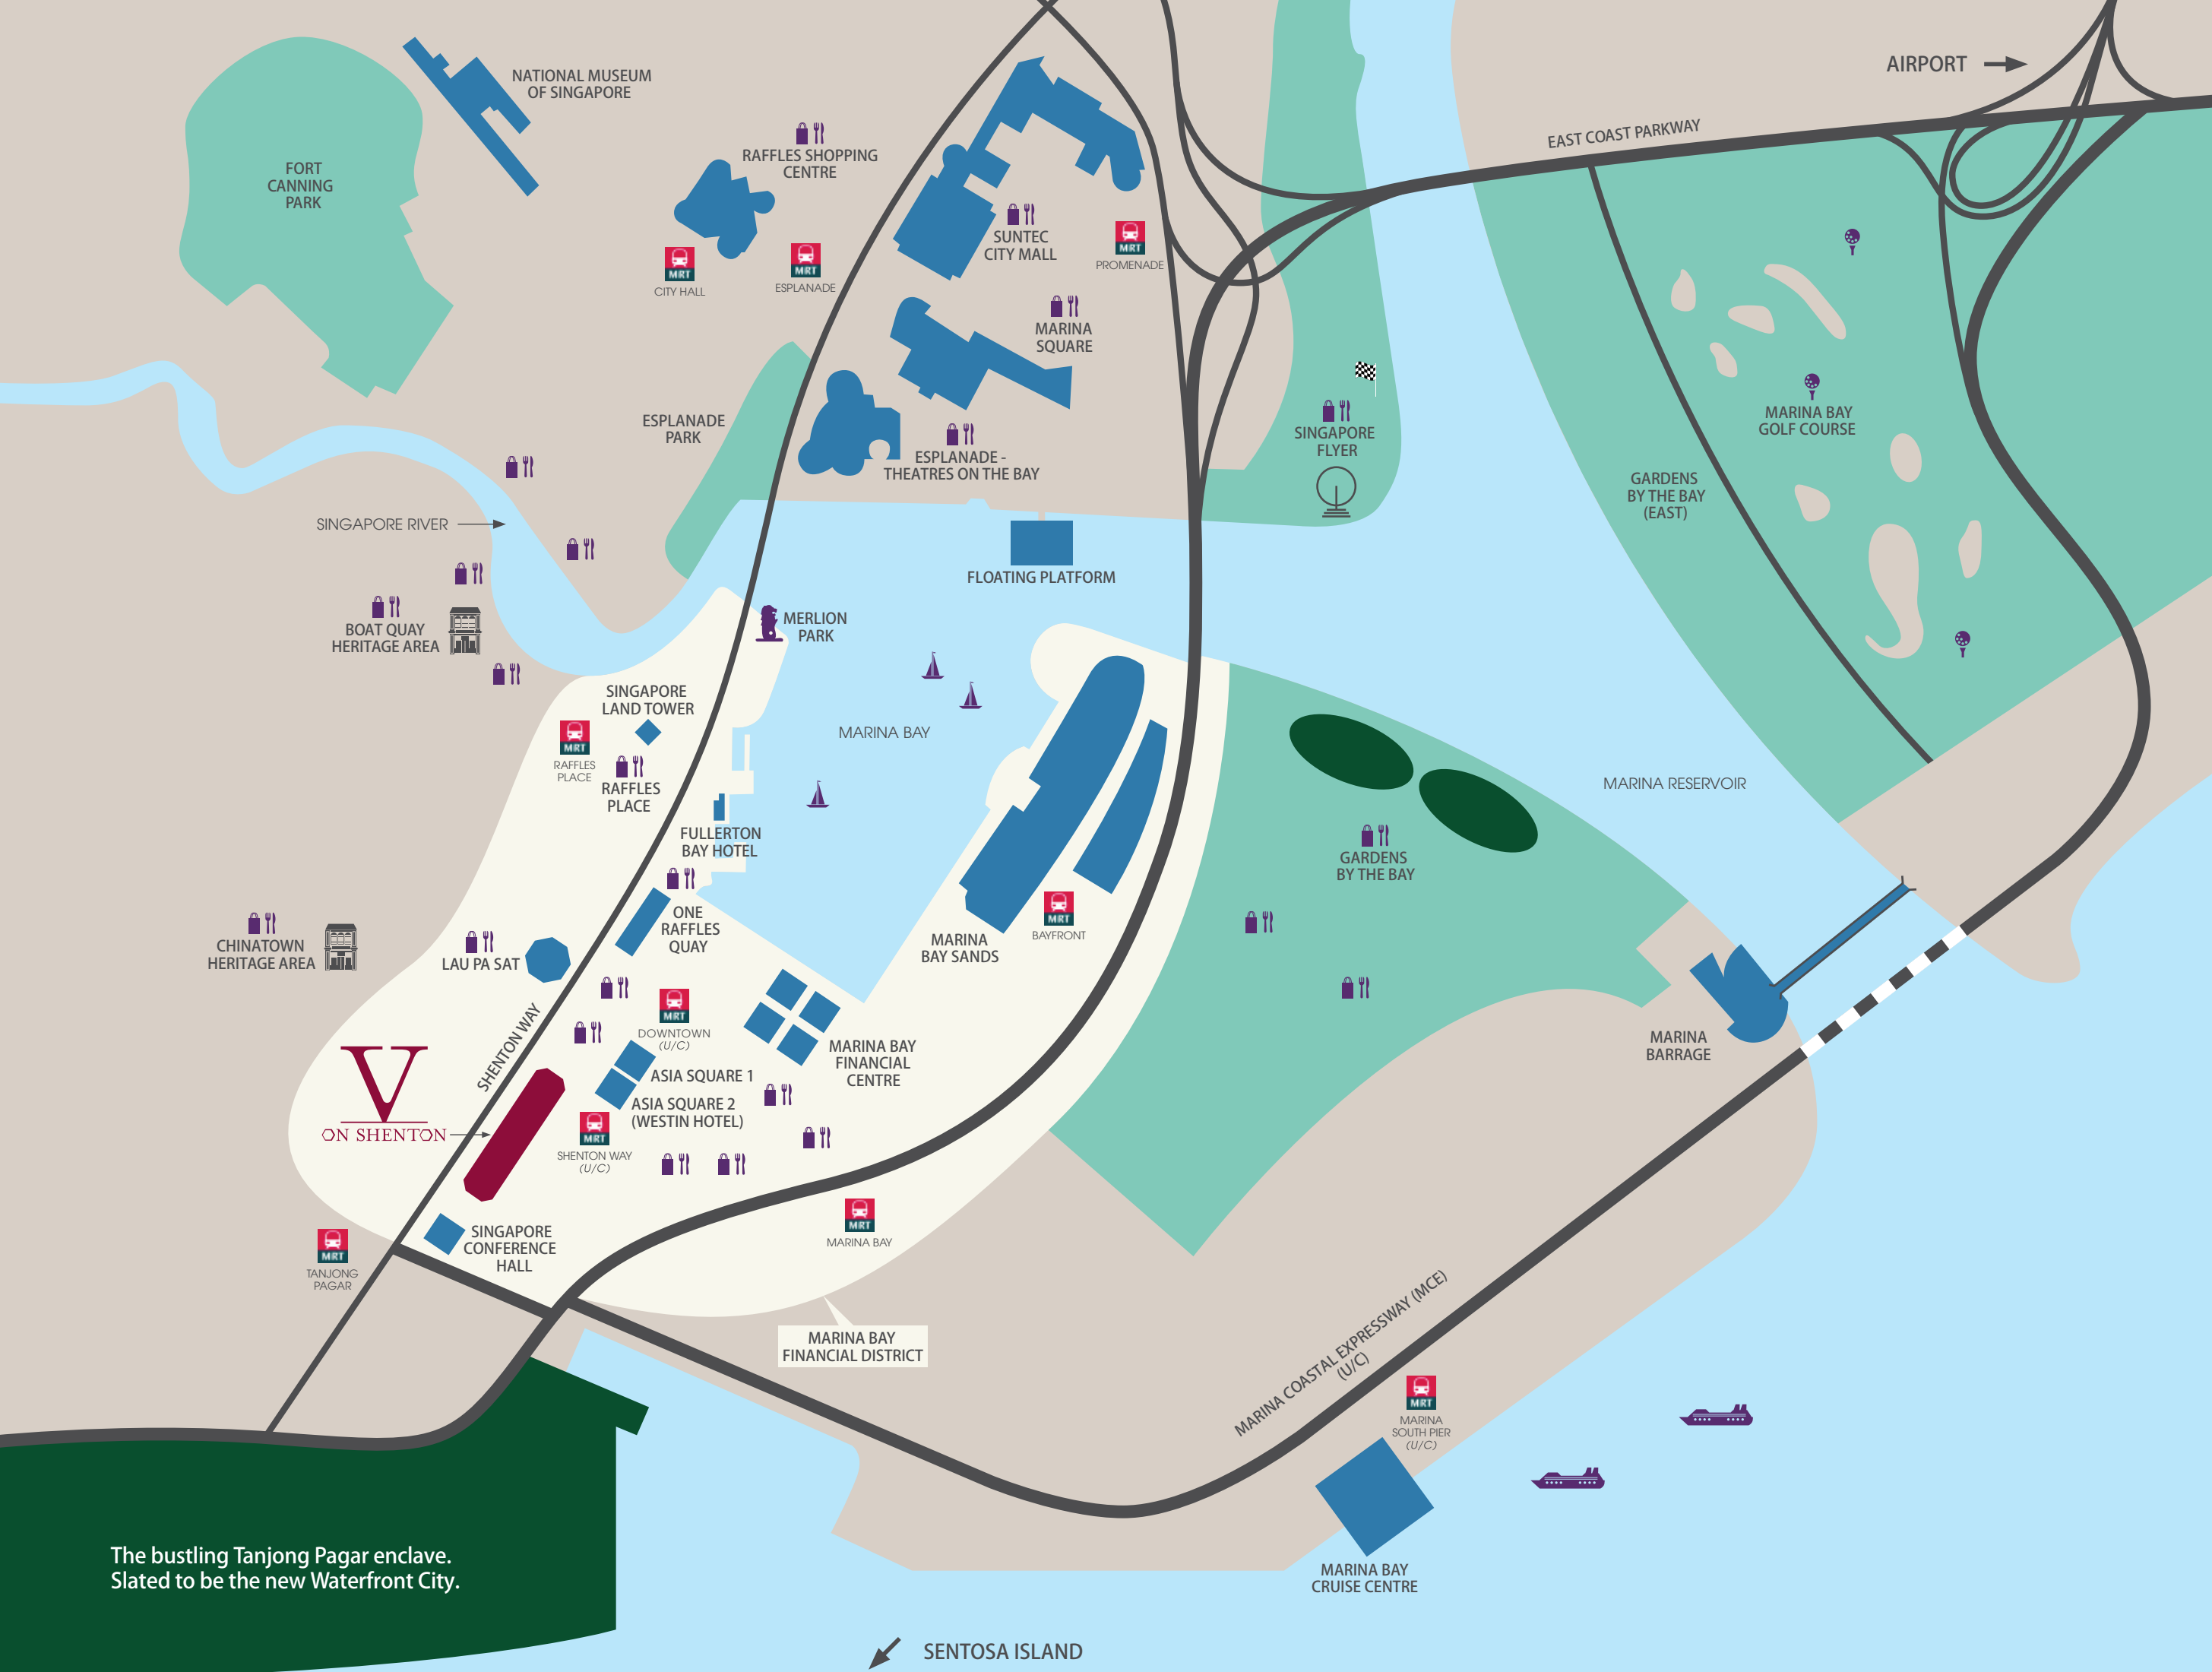 NATIONAL MUSEUM
OF SINGAPORE
AIRPORT
EAST COAST PARKWAY
FORT
CANNING
PARK
RAFFLES SHOPPING
CENTRE
SUNTEC
CITY MALL
MRT
PROMENADE
MRT
CITY HALL
MRT
ESPLANADE
MARINA
SQUARE
ESPLANADE
PARK
ESPLANADE -
THEATRES ON THE BAY
SINGAPORE
FLYER
MARINA BAY
GOLF COURSE
GARDENS
BY THE BAY
(EAST)
SINGAPORE RIVER
FLOATING PLATFORM
BOAT QUAY
HERITAGE AREA
MERLION
PARK
SINGAPORE
LAND TOWER
MRT
RAFFLES
PLACE
RAFFLES
PLACE
MARINA BAY
MARINA RESERVOIR
FULLERTON
BAY HOTEL
GARDENS
BY THE BAY
ONE
RAFFLES
QUAY
MRT
BAYFRONT
MARINA
BAY SANDS
CHINATOWN
HERITAGE AREA
LAU PA SAT
SHENTON WAY
MRT
DOWNTOWN
(U/C)
MARINA BAY
FINANCIAL
CENTRE
MARINA
BARRAGE
ASIA SQUARE 1
ASIA SQUARE 2
(WESTIN HOTEL)
V
ON SHENTON
MRT
SHENTON WAY
(U/C)
MRT
MARINA BAY
SINGAPORE
CONFERENCE
HALL
MRT
TANJONG
PAGAR
MARINA BAY
FINANCIAL DISTRICT
MARINA COASTAL EXPRESSWAY (MCE)
(U/C)
MRT
MARINA
SOUTH PIER
(U/C)
MARINA BAY
CRUISE CENTRE
The bustling Tanjong Pagar enclave.
Slated to be the new Waterfront City.
SENTOSA ISLAND